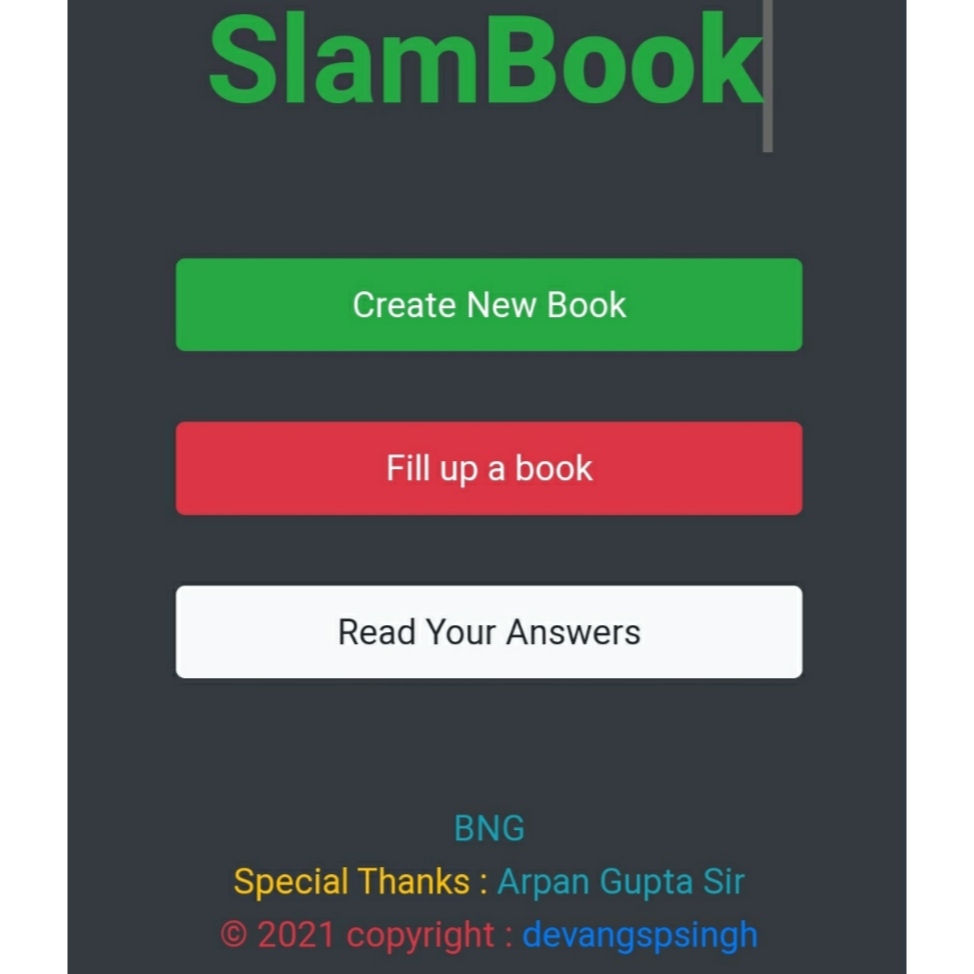 SlamBook
Create New Book
Fill up a book
Read Your Answers
BNG
Special Thanks : Arpan Gupta Sir
© 2021 copyright : devangspsingh